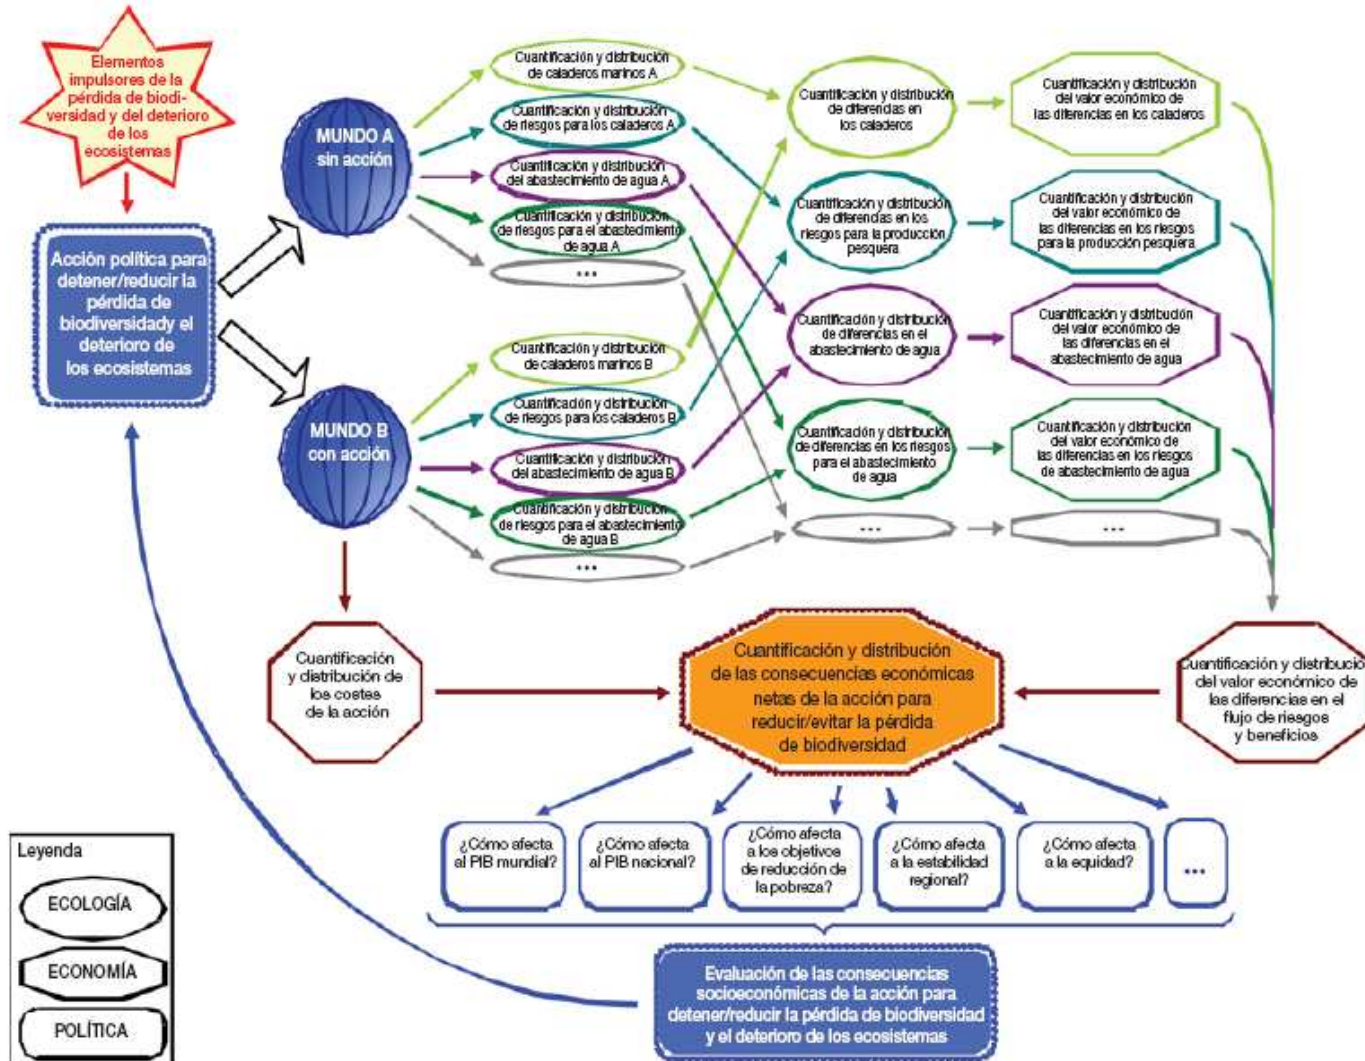 Elementos
impulsores de la
pérdida de biodi-
versidad y del deterioro
de los
ecosistemas
Acción política para
detener/reducir la
pérdida de
biodiversidady el
deterioro de
los ecosistemas
MUNDO A
sin acción
MUNDO B
con acción
Cuantificación y distribución
de caladeros marinos A
Cuantificación y distribución
de riesgos para los caladeros A
Cuantificación y distribución
del abastecimiento de agua A
Cuantificación y distribución
de riesgos para el abastecimiento
de agua A
...
Cuantificación y distribución
de caladeros marinos B
Cuantificación y distribución
de riesgos para los caladeros B
Cuantificación y distribución
del abastecimiento de agua B
Cuantificación y distribución
de riesgos para el abastecimiento
de agua B
...
Cuantificación y distribución
de diferencias en
los caladeros
Cuantificación y distribución
de diferencias en los
riesgos para la producción
pesquera
Cuantificación y distribución
de diferencias en el
abastecimiento de agua
Cuantificación y distribución
de diferencias en los riesgos
para el abastecimiento
de agua
...
Cuantificación y distribución
del valor económico de
las diferencias en los caladeros
Cuantificación y distribución
del valor económico de
las diferencias en los riesgos
para la producción pesquera
Cuantificación y distribución
del valor económico de
las diferencias en el
abastecimiento de agua
Cuantificación y distribución
del valor económico de
las diferencias en los riesgos
de abastecimiento de agua
...
Cuantificación
y distribución de
los costes
de la acción
Cuantificación y distribución
de las consecuencias económicas
netas de la acción para
reducir/evitar la pérdida
de biodiversidad
Cuantificación y distribución
del valor económico de
las diferencias en el
flujo de riesgos
y beneficios
¿Cómo afecta
al PIB mundial?
¿Cómo afecta
al PIB nacional?
¿Cómo afecta
a los objetivos
de reducción de
la pobreza?
¿Cómo afecta
a la estabilidad
regional?
¿Cómo afecta
a la equidad?
...
Evaluación de las consecuencias
socioeconómicas de la acción para
detener/reducir la pérdida de biodiversidad
y el deterioro de los ecosistemas
Leyenda
ECOLOGÍA
ECONOMÍA
POLÍTICA